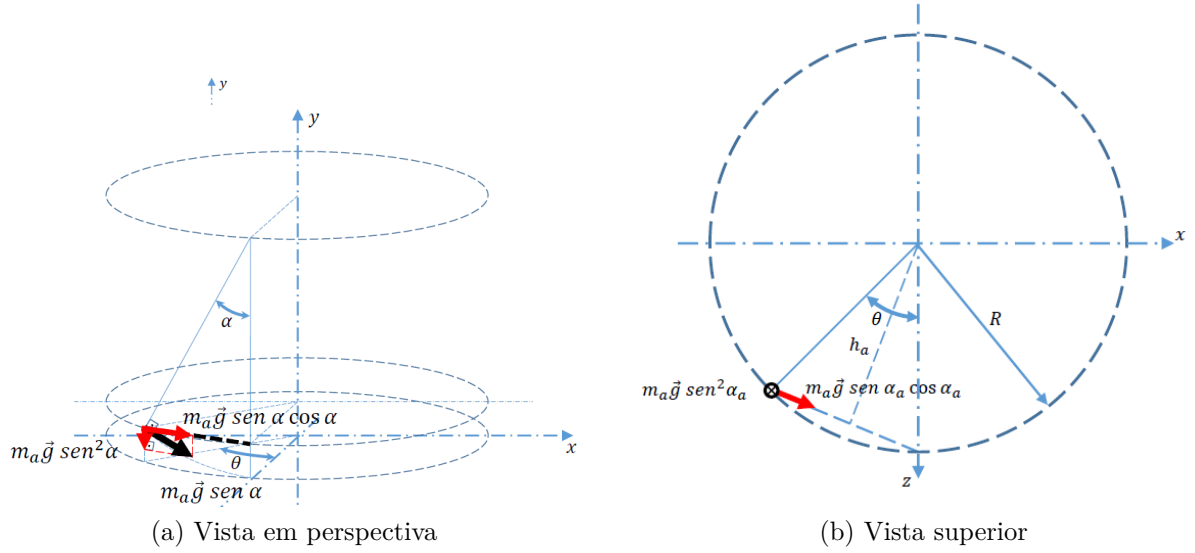 y
y
α
m_a g⃗ sen α cos α
x
m_a g⃗ sen²α
θ
m_a g⃗ sen α
(a) Vista em perspectiva
x
θ
R
h_a
m_a g⃗ sen²α_a
m_a g⃗ sen α_a cos α_a
z
(b) Vista superior